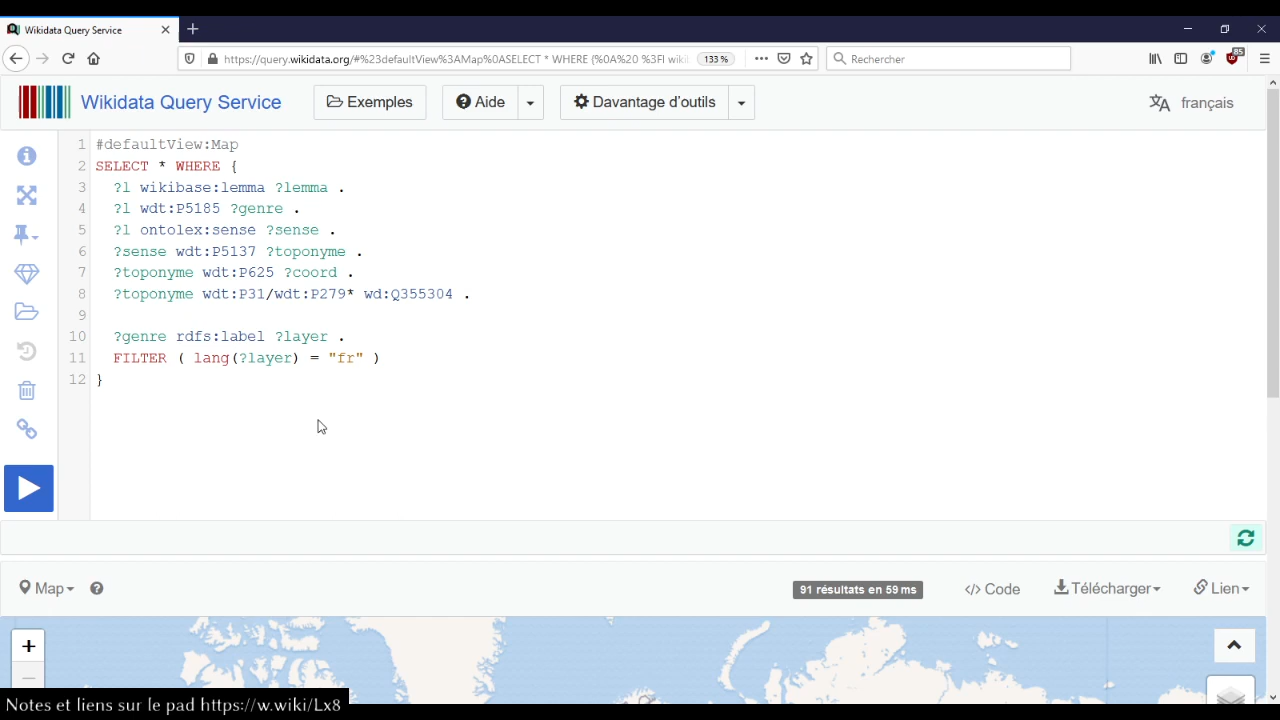 Wikidata Query Service
https://query.wikidata.org/#%23defaultView%3AMap%0ASELECT * WHERE {%0A%20 %3Fl wiki
133 %
Rechercher
85
Wikidata Query Service
Exemples
Aide
Davantage d'outils
français
1 #defaultView:Map
2 SELECT * WHERE {
3 ?l wikibase:lemma ?lemma .
4 ?l wdt:P5185 ?genre .
5 ?l ontolex:sense ?sense .
6 ?sense wdt:P5137 ?toponyme .
7 ?toponyme wdt:P625 ?coord .
8 ?toponyme wdt:P31/wdt:P279* wd:Q355304 .
9
10 ?genre rdfs:label ?layer .
11 FILTER ( lang(?layer) = "fr" )
12 }
Map
91 résultats en 59 ms
</> Code
Télécharger
Lien
+
−
Notes et liens sur le pad https://w.wiki/Lx8